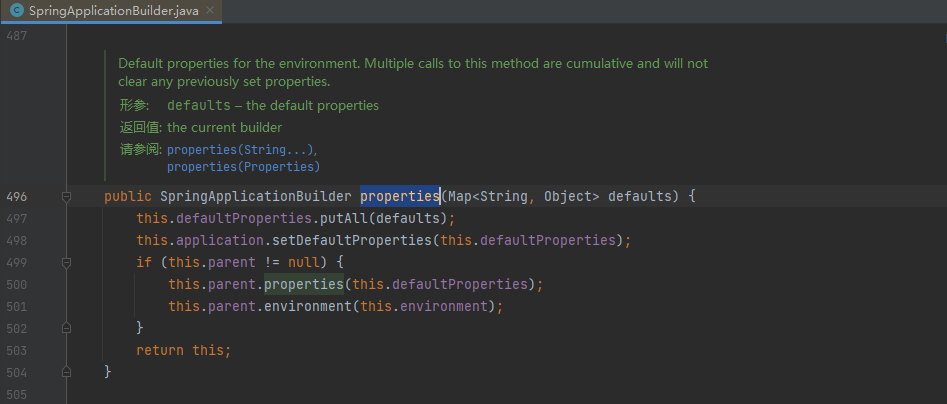 SpringApplicationBuilder.java ×
487
Default properties for the environment. Multiple calls to this method are cumulative and will not
clear any previously set properties.
形参: defaults – the default properties
返回值: the current builder
请参阅: properties(String...),
properties(Properties)
496 public SpringApplicationBuilder properties(Map<String, Object> defaults) {
497 this.defaultProperties.putAll(defaults);
498 this.application.setDefaultProperties(this.defaultProperties);
499 if (this.parent != null) {
500 this.parent.properties(this.defaultProperties);
501 this.parent.environment(this.environment);
502 }
503 return this;
504 }
505